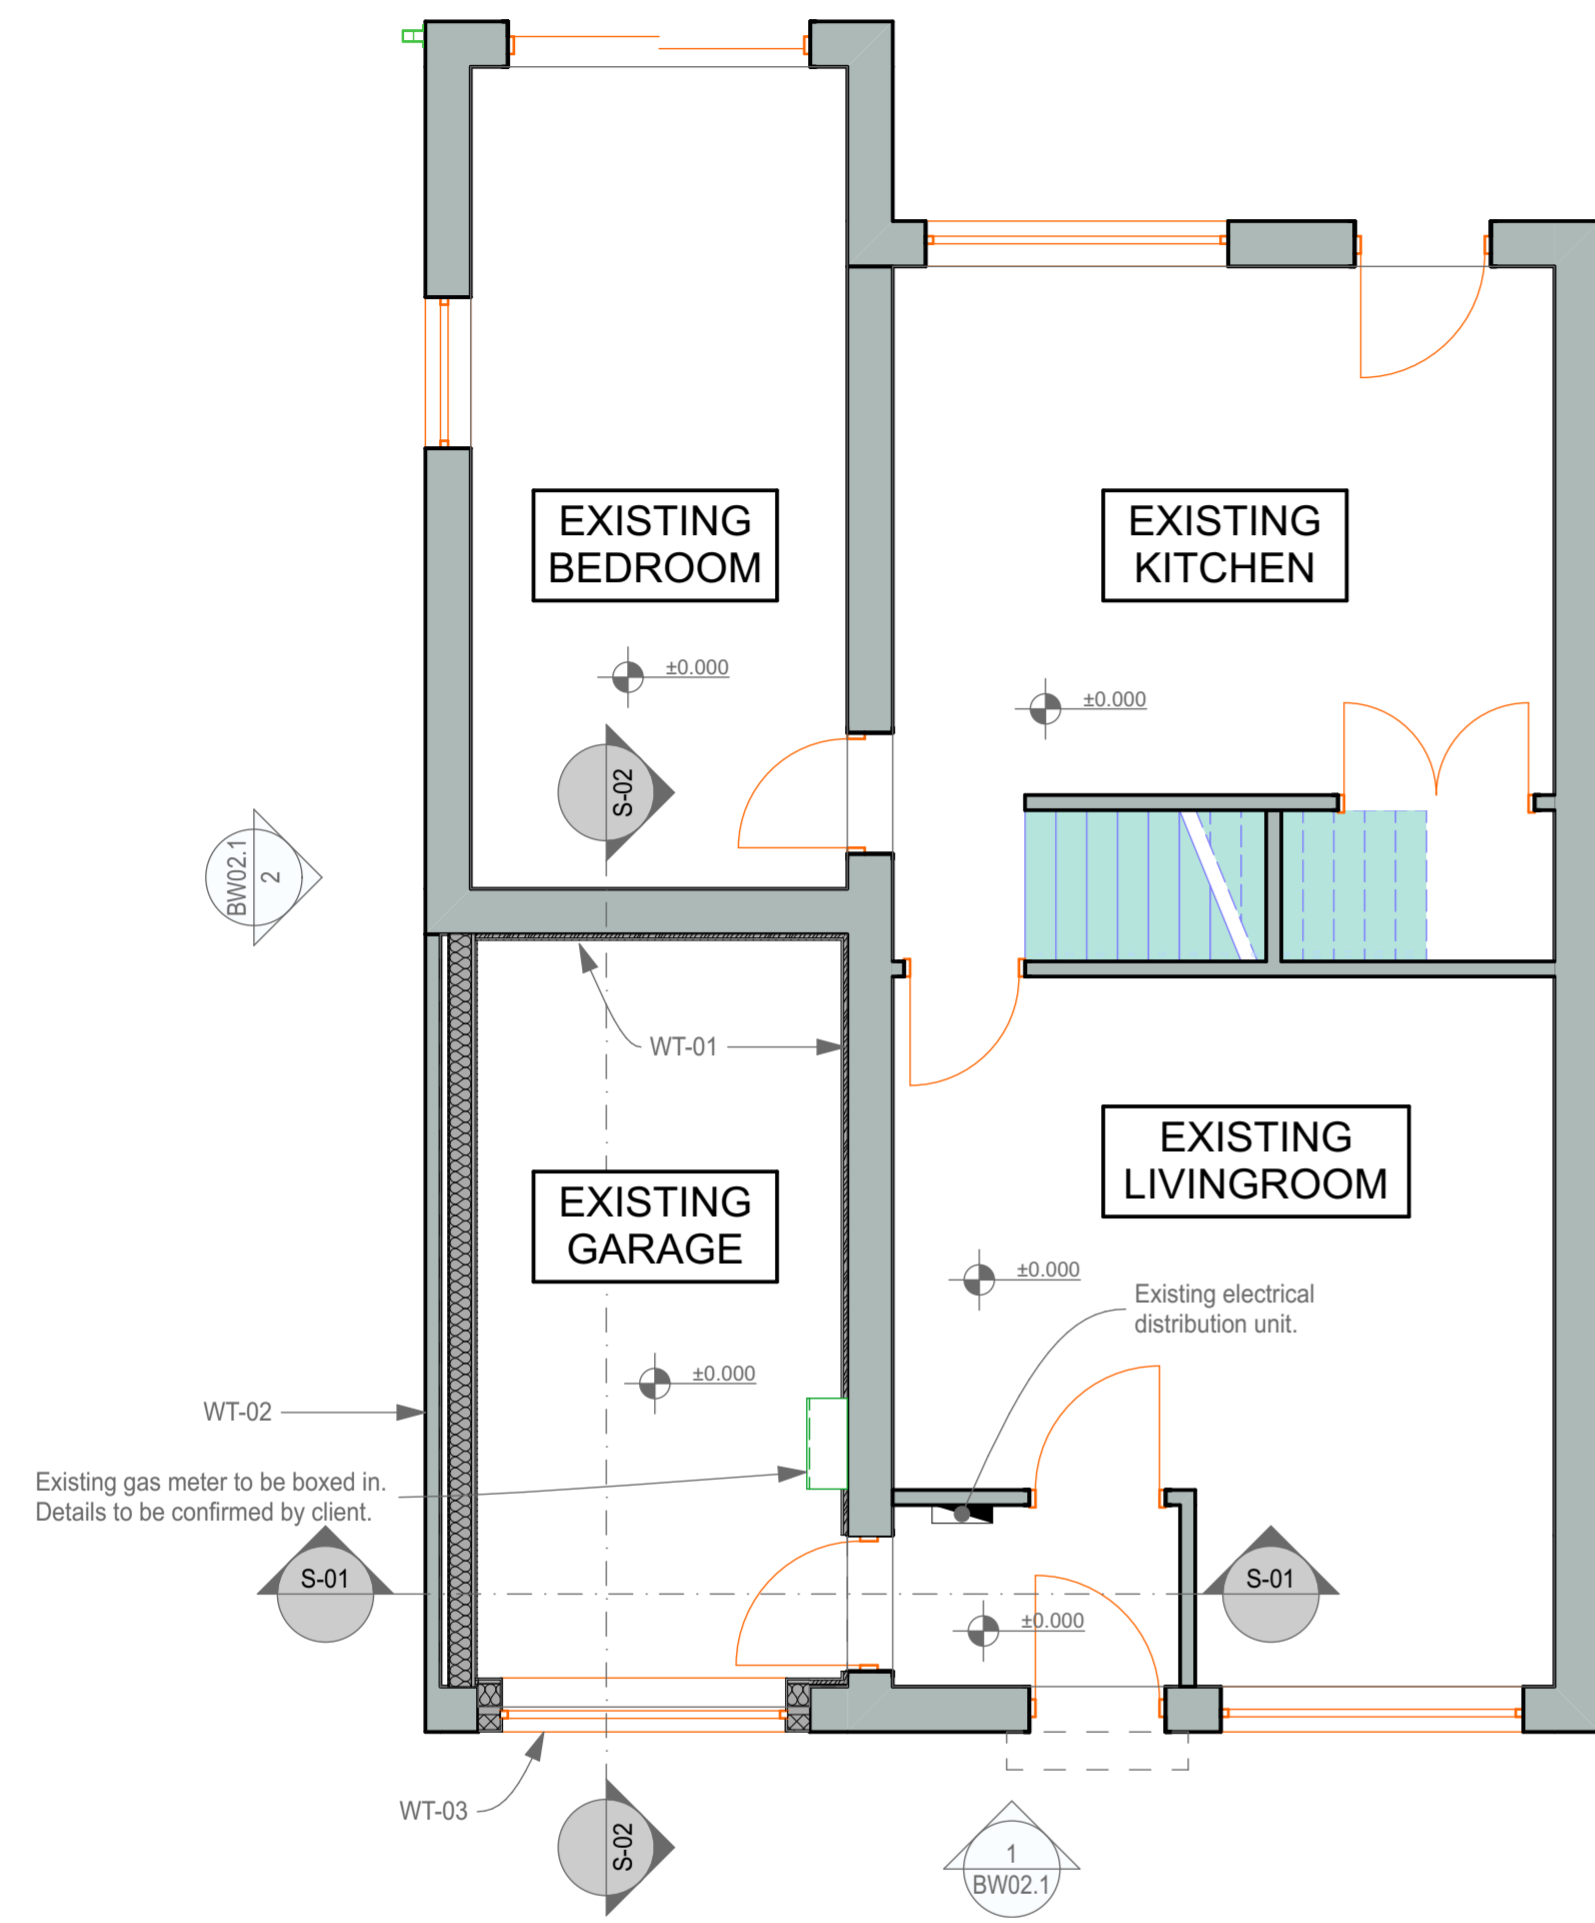 EXISTING
BEDROOM
EXISTING
KITCHEN
±0.000
±0.000
S-02
BW02.1
2
WT-01
EXISTING
LIVINGROOM
EXISTING
GARAGE
±0.000
Existing electrical
distribution unit.
±0.000
WT-02
Existing gas meter to be boxed in.
Details to be confirmed by client.
S-01
S-01
±0.000
WT-03
S-02
1
BW02.1